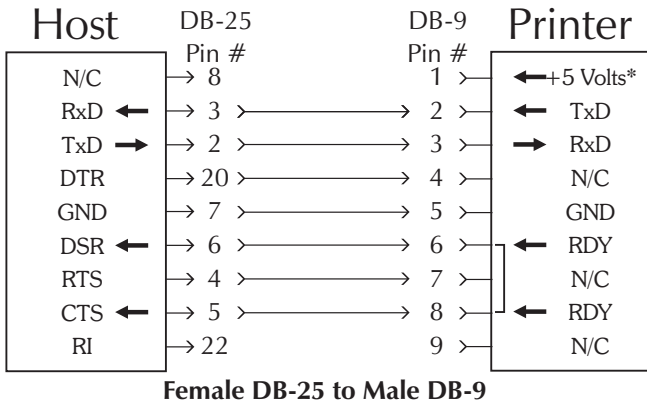 Host DB-25 DB-9 Printer
Pin # Pin #
N/C 8 1 +5 Volts*
RxD 3 2 TxD
TxD 2 3 RxD
DTR 20 4 N/C
GND 7 5 GND
DSR 6 6 RDY
RTS 4 7 N/C
CTS 5 8 RDY
RI 22 9 N/C
Female DB-25 to Male DB-9